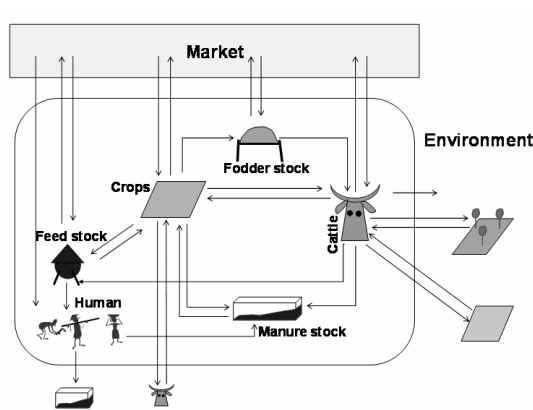 Market
Environment
Fodder stock
Crops
Cattle
Feed stock
Human
Manure stock